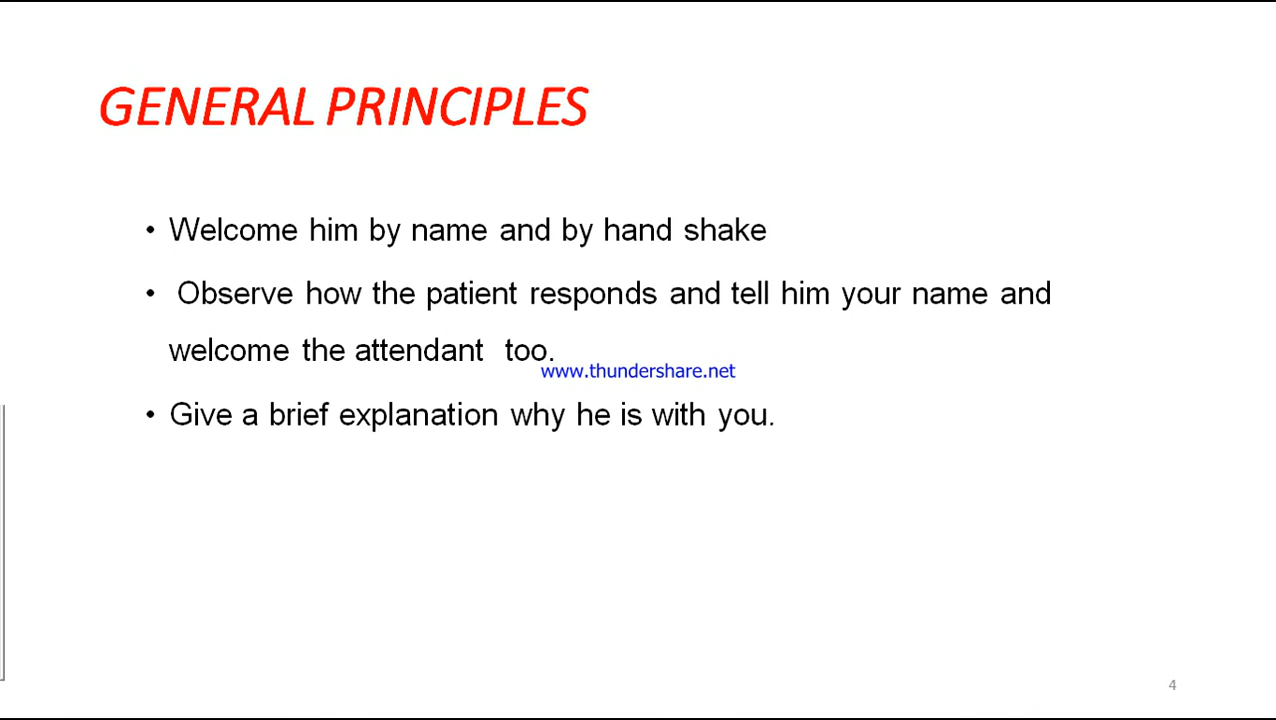 GENERAL PRINCIPLES
• Welcome him by name and by hand shake
• Observe how the patient responds and tell him your name and
welcome the attendant too.
www.thundershare.net
• Give a brief explanation why he is with you.
4